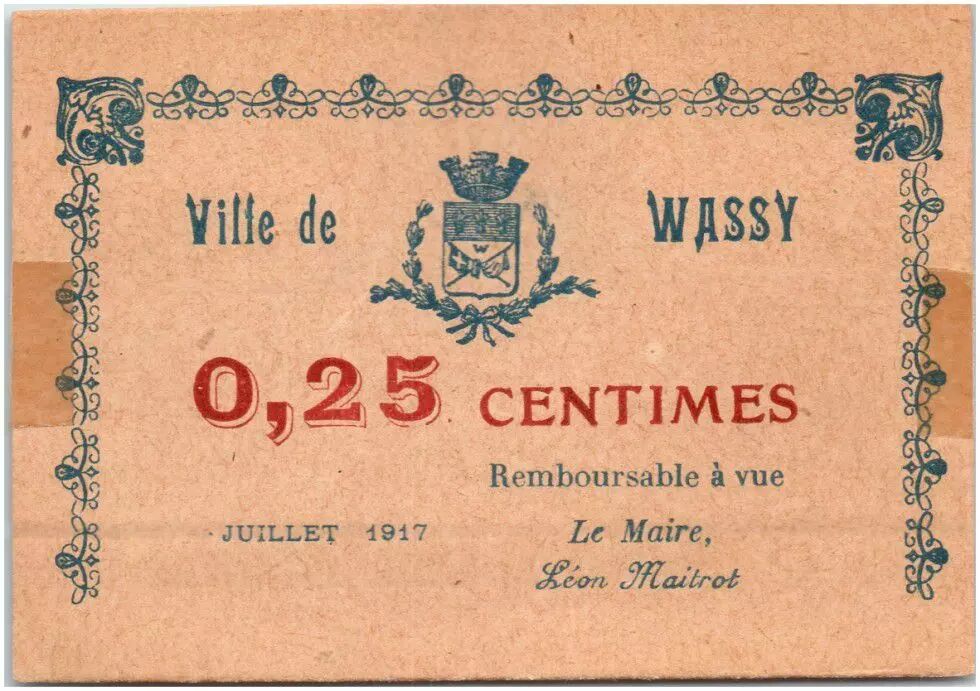 Ville de WASSY
W
0,25 CENTIMES
Remboursable à vue
JUILLET 1917 Le Maire,
Léon Maitrot